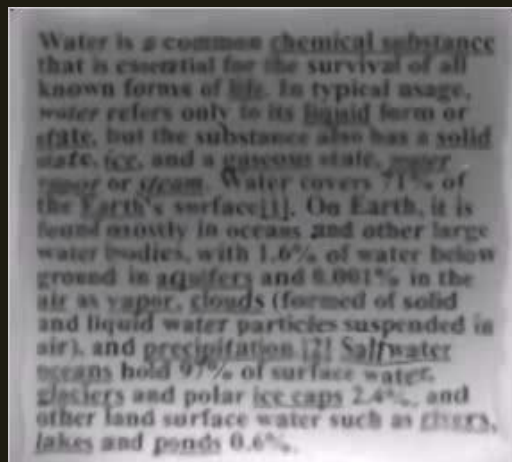 Water is a common chemical substance
that is essential for the survival of all
known forms of life. In typical usage,
water refers only to its liquid form or
state, but the substance also has a solid
state, ice, and a gaseous state, water
vapor or steam. Water covers 71% of
the Earth's surface[1]. On Earth, it is
found mostly in oceans and other large
water bodies, with 1.6% of water below
ground in aquifers and 0.001% in the
air as vapor, clouds (formed of solid
and liquid water particles suspended in
air), and precipitation.[2] Saltwater
oceans hold 97% of surface water,
glaciers and polar ice caps 2.4%, and
other land surface water such as rivers,
lakes and ponds 0.6%.